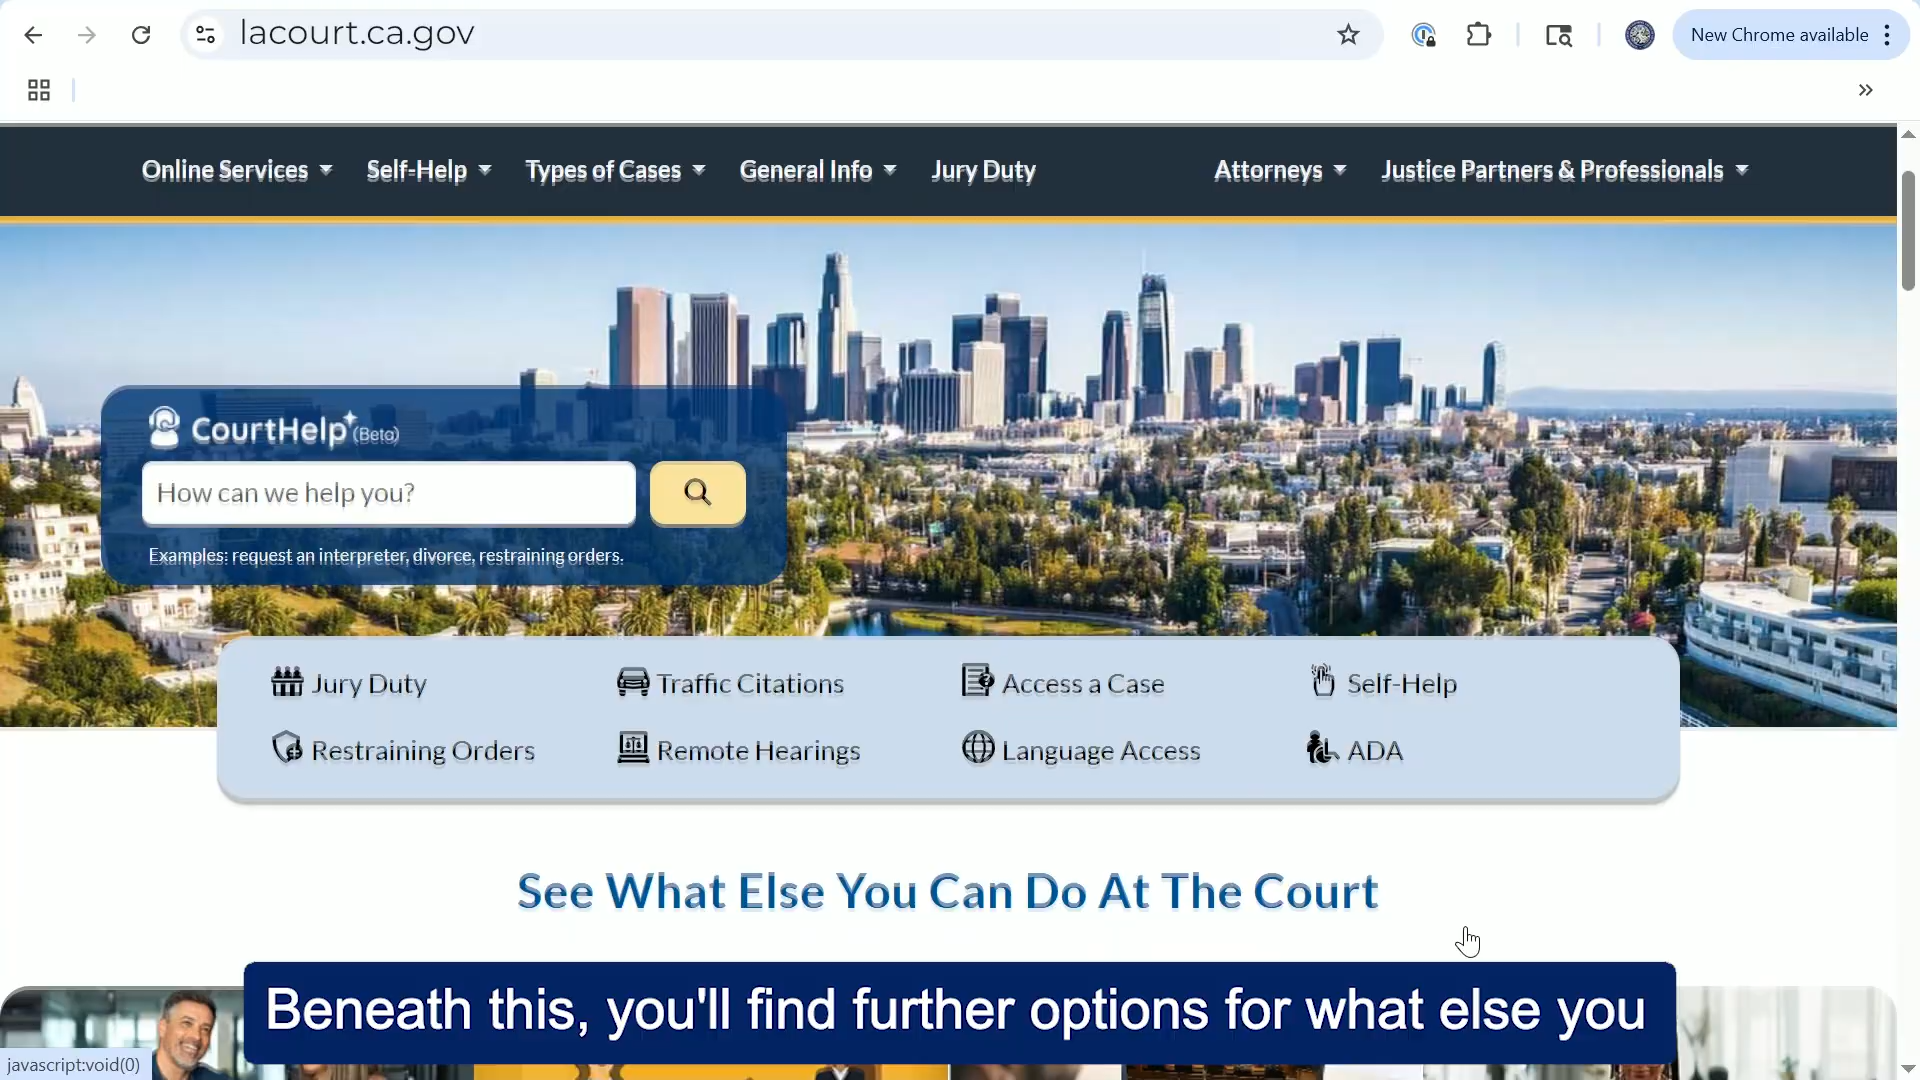 lacourt.ca.gov
New Chrome available
Online Services Self-Help Types of Cases General Info Jury Duty Attorneys Justice Partners & Professionals
CourtHelp (Beta)
How can we help you?
Examples: request an interpreter, divorce, restraining orders.
Jury Duty Traffic Citations Access a Case Self-Help
Restraining Orders Remote Hearings Language Access ADA
See What Else You Can Do At The Court
Beneath this, you'll find further options for what else you
javascript:void(0)